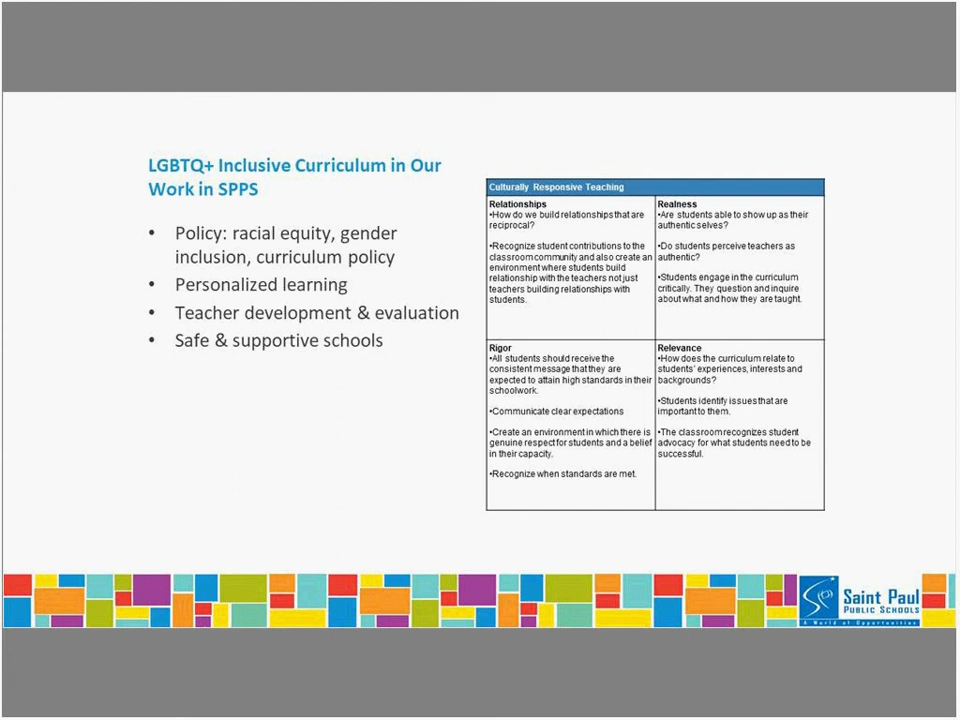 LGBTQ+ Inclusive Curriculum in Our
Work in SPPS
• Policy: racial equity, gender
inclusion, curriculum policy
• Personalized learning
• Teacher development & evaluation
• Safe & supportive schools
Culturally Responsive Teaching
Relationships
•How do we build relationships that are
reciprocal?
•Recognize student contributions to the
classroom community and also create an
environment where students build
relationship with the teachers not just
teachers building relationships with
students.
Realness
•Are students able to show up as their
authentic selves?
•Do students perceive teachers as
authentic?
•Students engage in the curriculum
critically. They question and inquire
about what and how they are taught.
Rigor
•All students should receive the
consistent message that they are
expected to attain high standards in their
schoolwork.
•Communicate clear expectations
•Create an environment in which there is
genuine respect for students and a belief
in their capacity.
•Recognize when standards are met.
Relevance
•How does the curriculum relate to
students' experiences, interests and
backgrounds?
•Students identify issues that are
important to them.
•The classroom recognizes student
advocacy for what students need to be
successful.
Saint Paul
PUBLIC SCHOOLS
A World of Opportunities